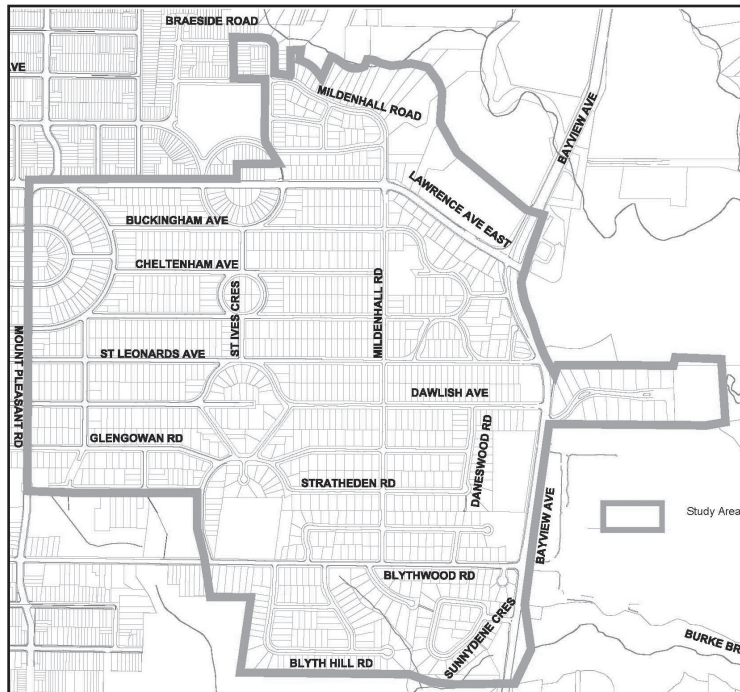 BRAESIDE ROAD
AVE
MILDENHALL ROAD
BAYVIEW AVE
LAWRENCE AVE EAST
BUCKINGHAM AVE
CHELTENHAM AVE
ST IVES CRES
MILDENHALL RD
MOUNT PLEASANT RD
ST LEONARDS AVE
DAWLISH AVE
GLENGOWAN RD
DANESWOOD RD
STRATHEDEN RD
BAYVIEW AVE
Study Area
BLYTHWOOD RD
SUNNYDENE CRES
BURKE BR
BLYTH HILL RD